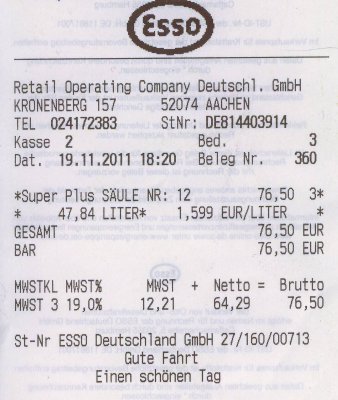 Esso
Retail Operating Company Deutschl. GmbH
KRONENBERG 157 52074 AACHEN
TEL 024172383 StNr: DE814403914
Kasse 2 Bed. 3
Dat. 19.11.2011 18:20 Beleg Nr. 360
*Super Plus SÄULE NR: 12 76,50 3*
* 47,84 LITER* 1,599 EUR/LITER *
GESAMT 76,50 EUR
BAR 76,50 EUR
MWSTKL MWST% MWST + Netto = Brutto
MWST 3 19,0% 12,21 64,29 76,50
St-Nr ESSO Deutschland GmbH 27/160/00713
Gute Fahrt
Einen schönen Tag